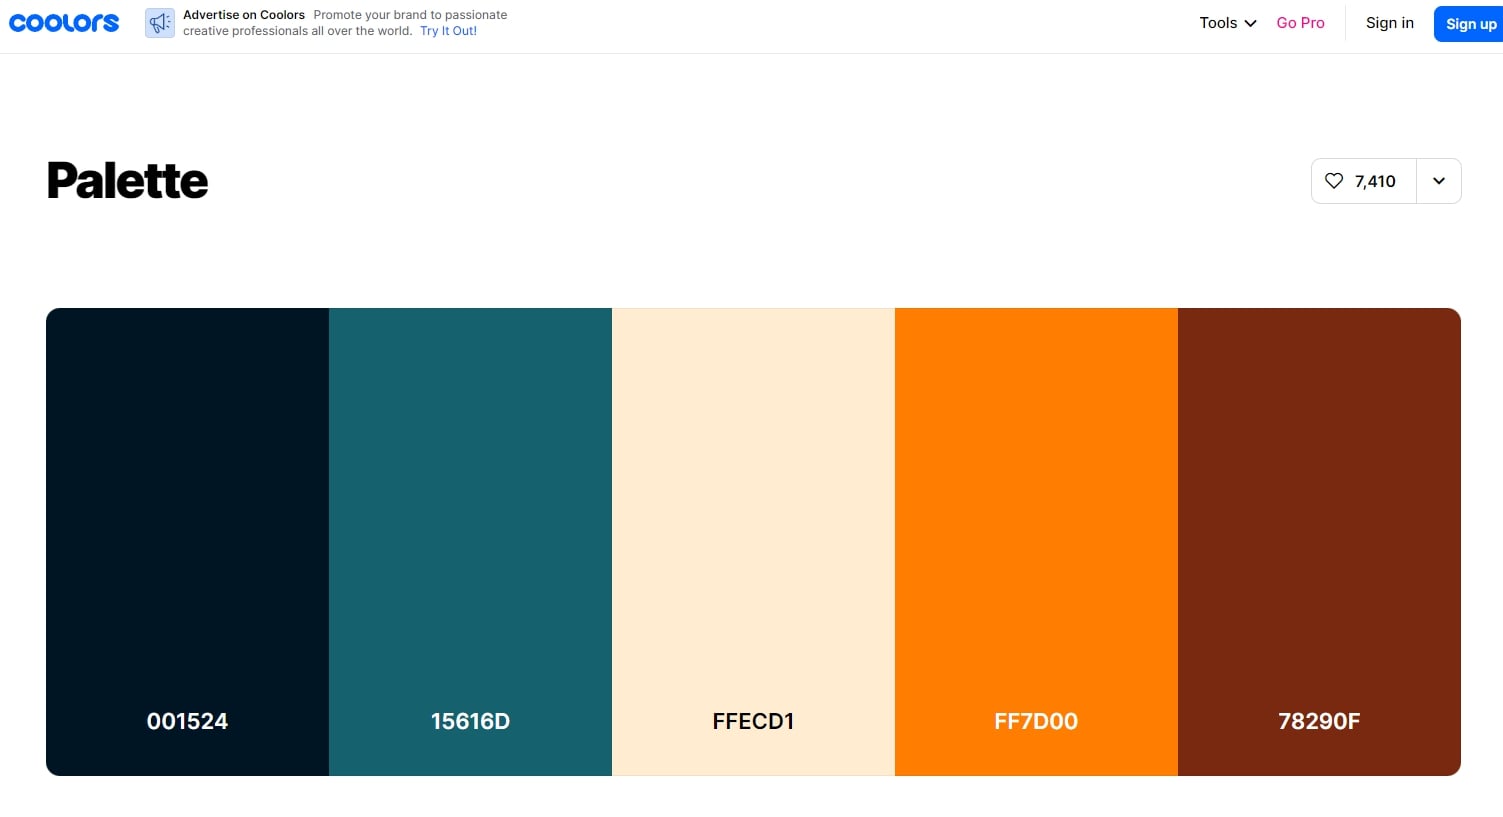 coolors
Advertise on Coolors Promote your brand to passionate
creative professionals all over the world. Try It Out!
Tools Go Pro Sign in Sign up
Palette
7,410
001524 15616D FFECD1 FF7D00 78290F